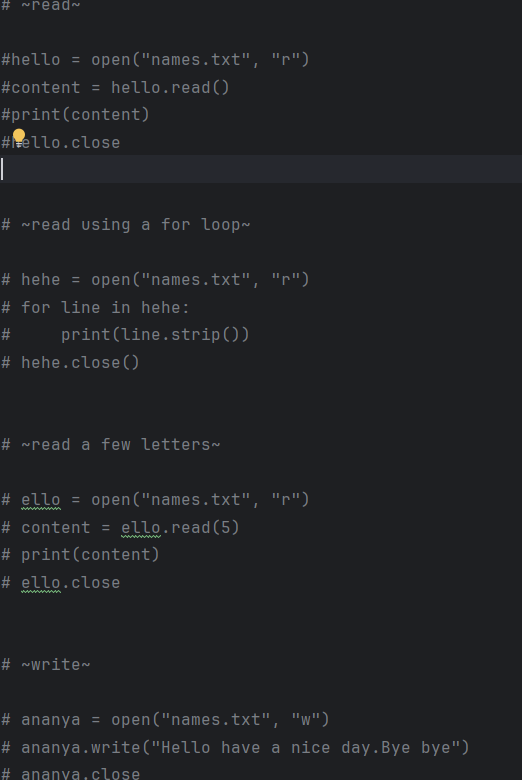 # ~read~
#hello = open("names.txt", "r")
#content = hello.read()
#print(content)
#hello.close
# ~read using a for loop~
# hehe = open("names.txt", "r")
# for line in hehe:
#     print(line.strip())
# hehe.close()
# ~read a few letters~
# ello = open("names.txt", "r")
# content = ello.read(5)
# print(content)
# ello.close
# ~write~
# ananya = open("names.txt", "w")
# ananya.write("Hello have a nice day.Bye bye")
# ananya.close